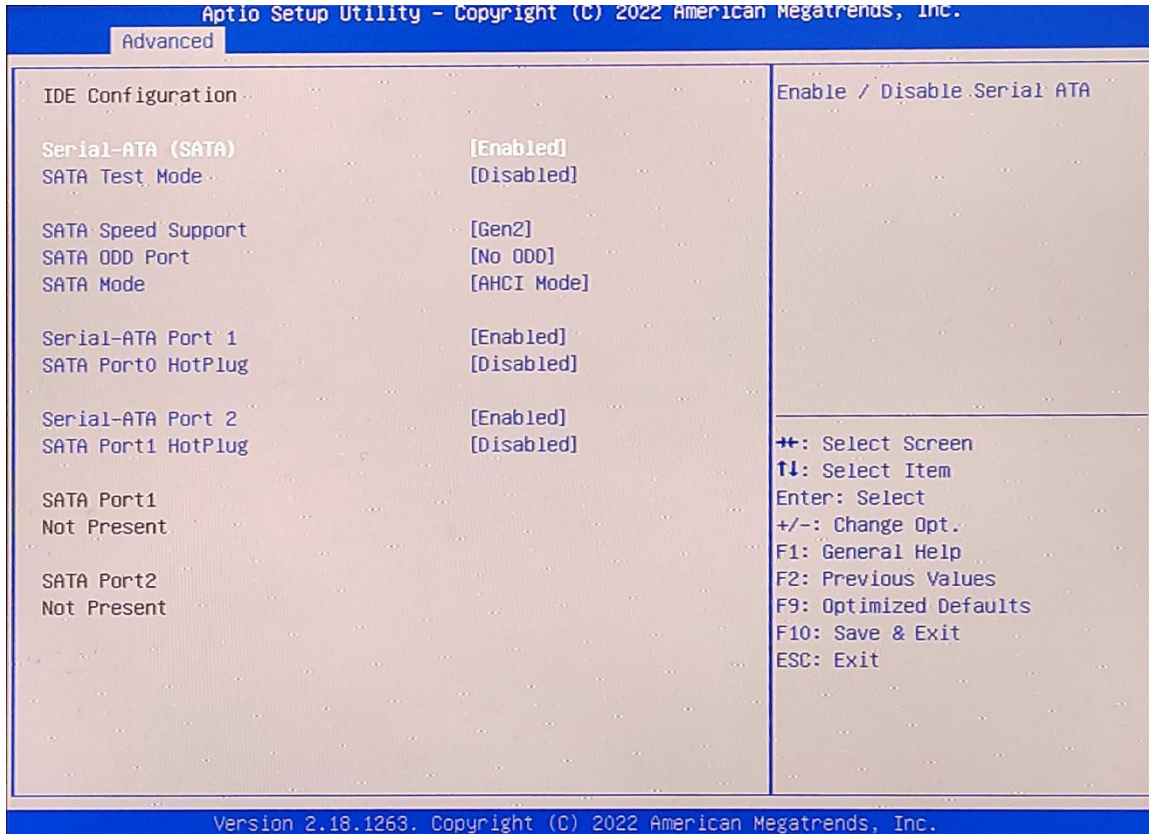 Aptio Setup Utility – Copyright (C) 2022 American Megatrends, Inc.
Advanced
IDE Configuration
Serial-ATA (SATA) [Enabled]
SATA Test Mode [Disabled]
SATA Speed Support [Gen2]
SATA ODD Port [No ODD]
SATA Mode [AHCI Mode]
Serial-ATA Port 1 [Enabled]
SATA Port0 HotPlug [Disabled]
Serial-ATA Port 2 [Enabled]
SATA Port1 HotPlug [Disabled]
SATA Port1
Not Present
SATA Port2
Not Present
Enable / Disable Serial ATA
→←: Select Screen
↑↓: Select Item
Enter: Select
+/-: Change Opt.
F1: General Help
F2: Previous Values
F9: Optimized Defaults
F10: Save & Exit
ESC: Exit
Version 2.18.1263. Copyright (C) 2022 American Megatrends, Inc.